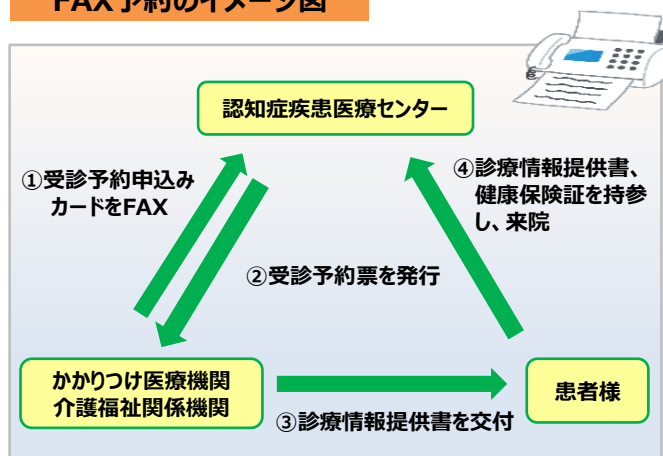 FAX予約のイメージ図
認知症疾患医療センター
①受診予約申込み
カードをFAX
④診療情報提供書、
健康保険証を持参
し、来院
②受診予約票を発行
かかりつけ医療機関
介護福祉関係機関
患者様
③診療情報提供書を交付